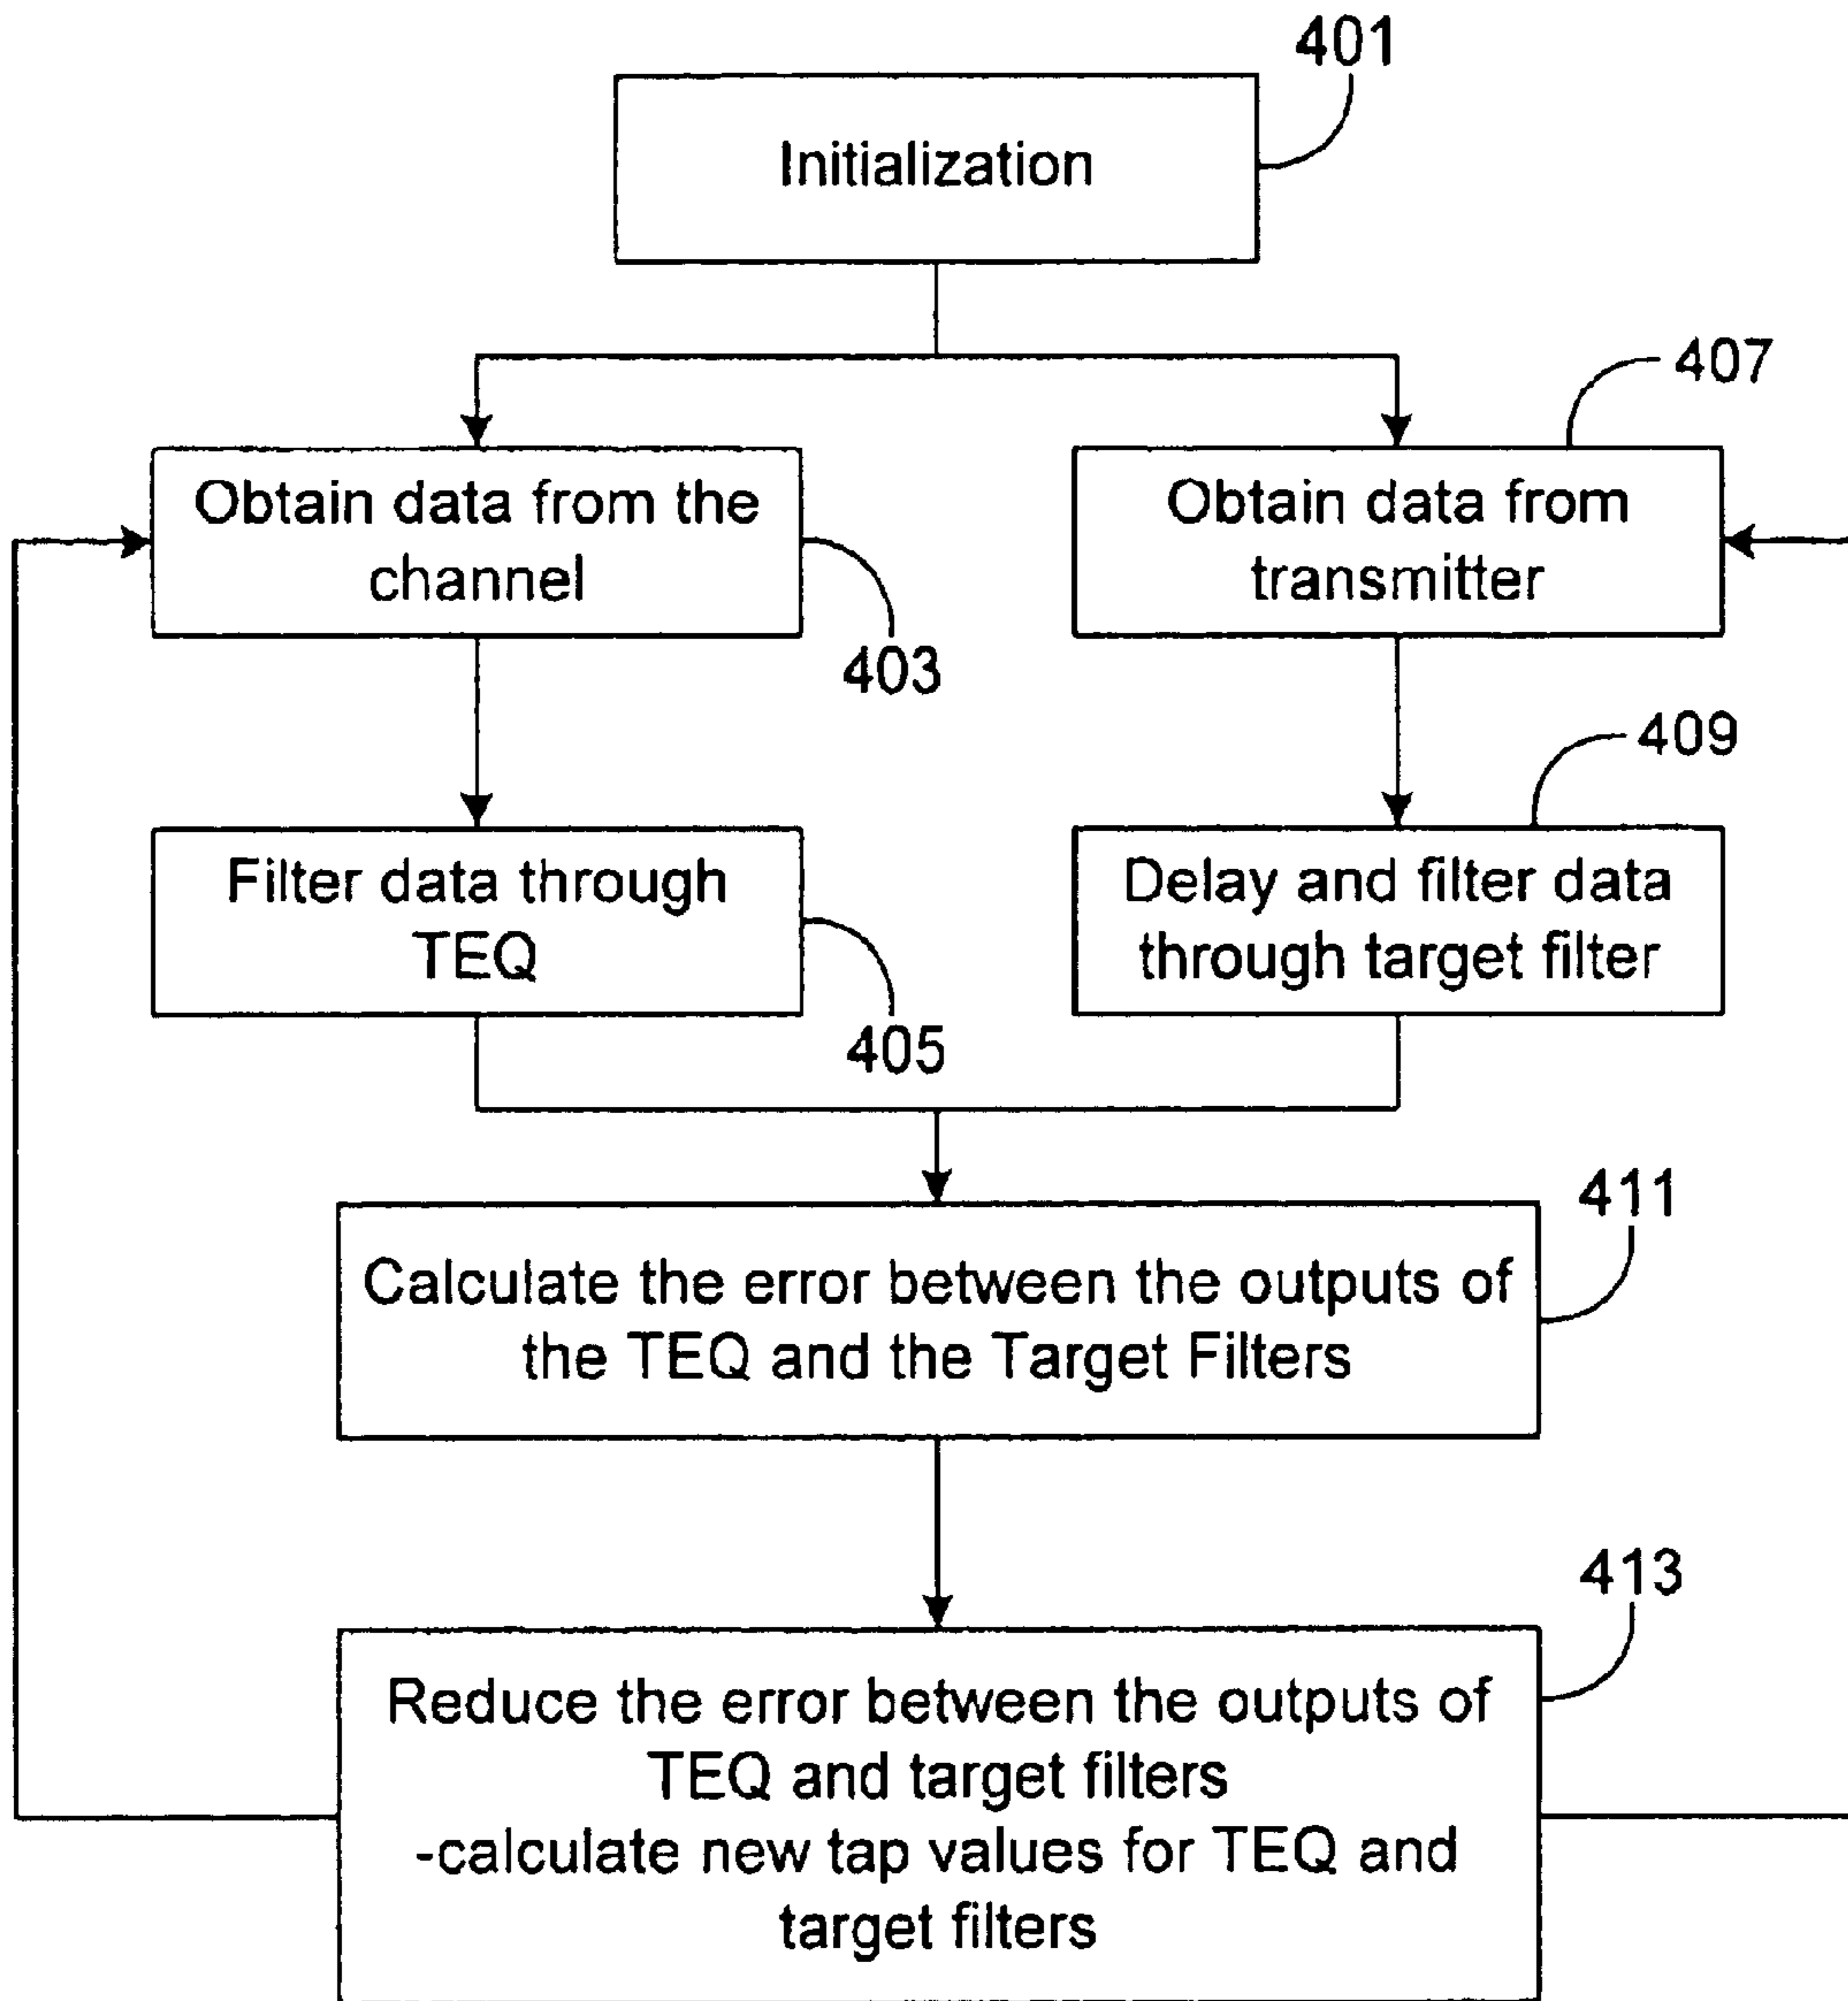 401
Initialization
407
Obtain data from the
channel
Obtain data from
transmitter
403
409
Filter data through
TEQ
Delay and filter data
through target filter
405
411
Calculate the error between the outputs of
the TEQ and the Target Filters
413
Reduce the error between the outputs of
TEQ and target filters
-calculate new tap values for TEQ and
target filters